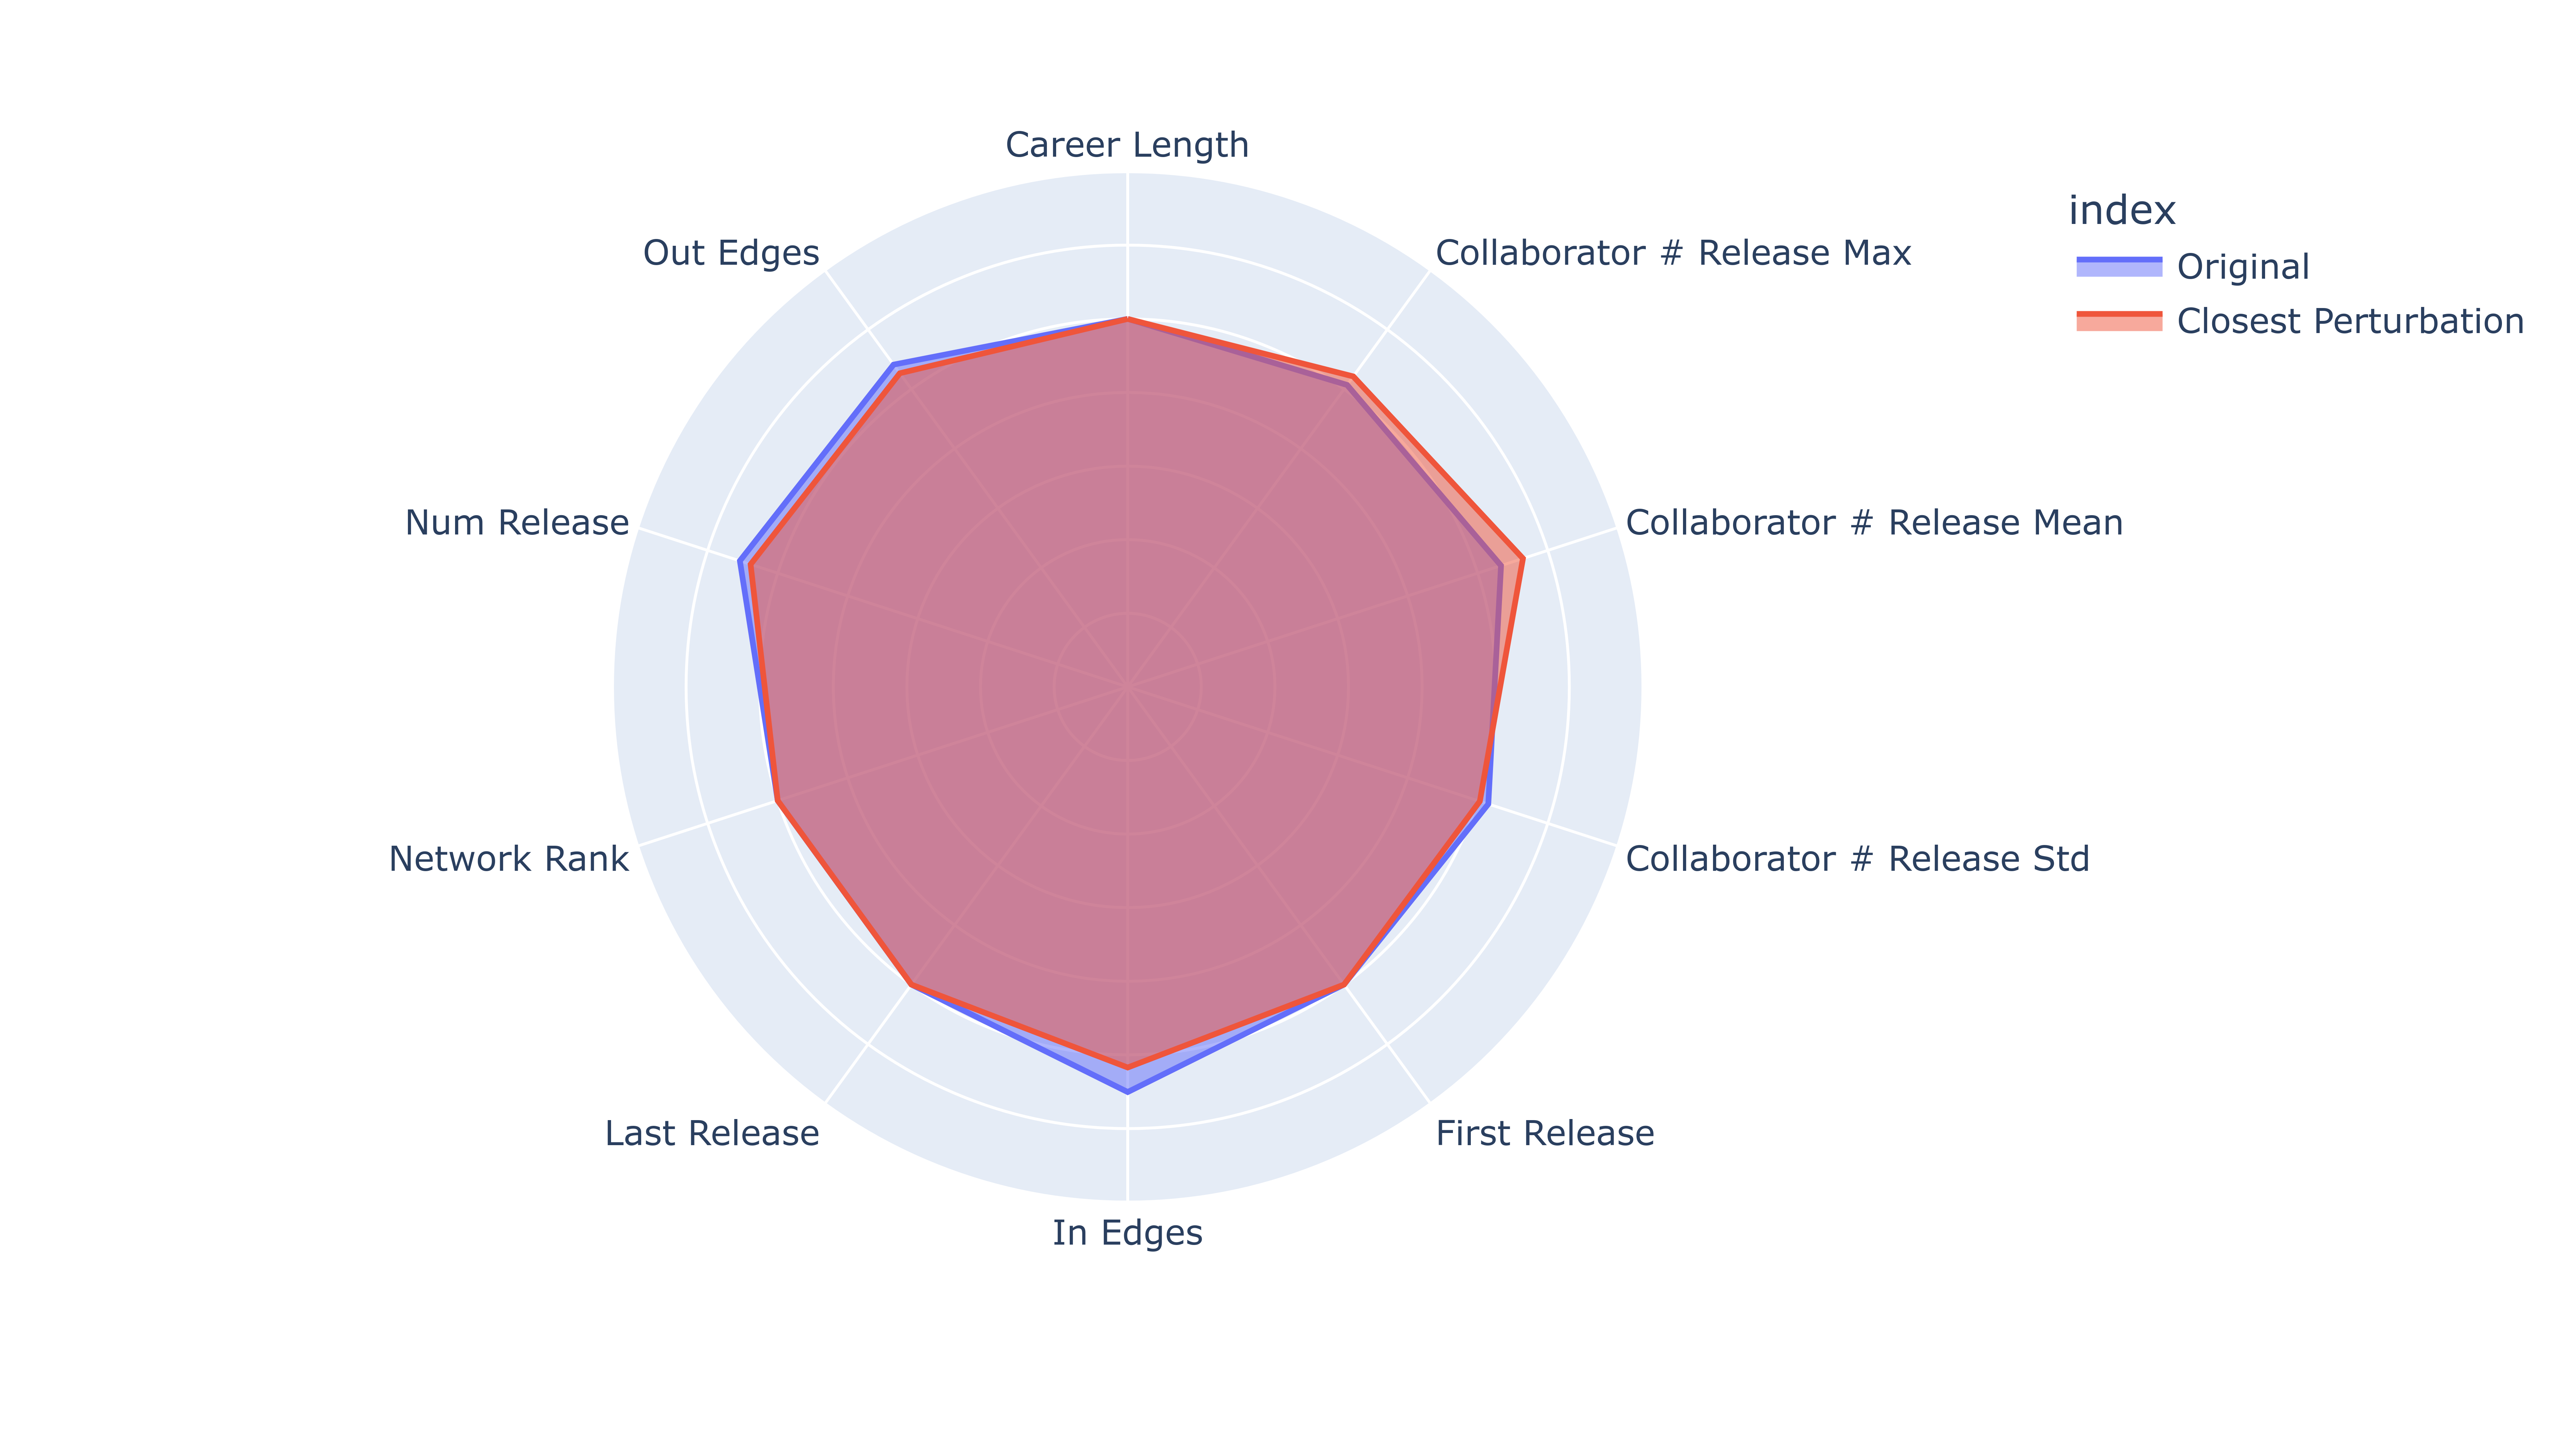 Career Length
Collaborator # Release Max
Collaborator # Release Mean
Collaborator # Release Std
First Release
In Edges
Last Release
Network Rank
Num Release
Out Edges
index
Original
Closest Perturbation